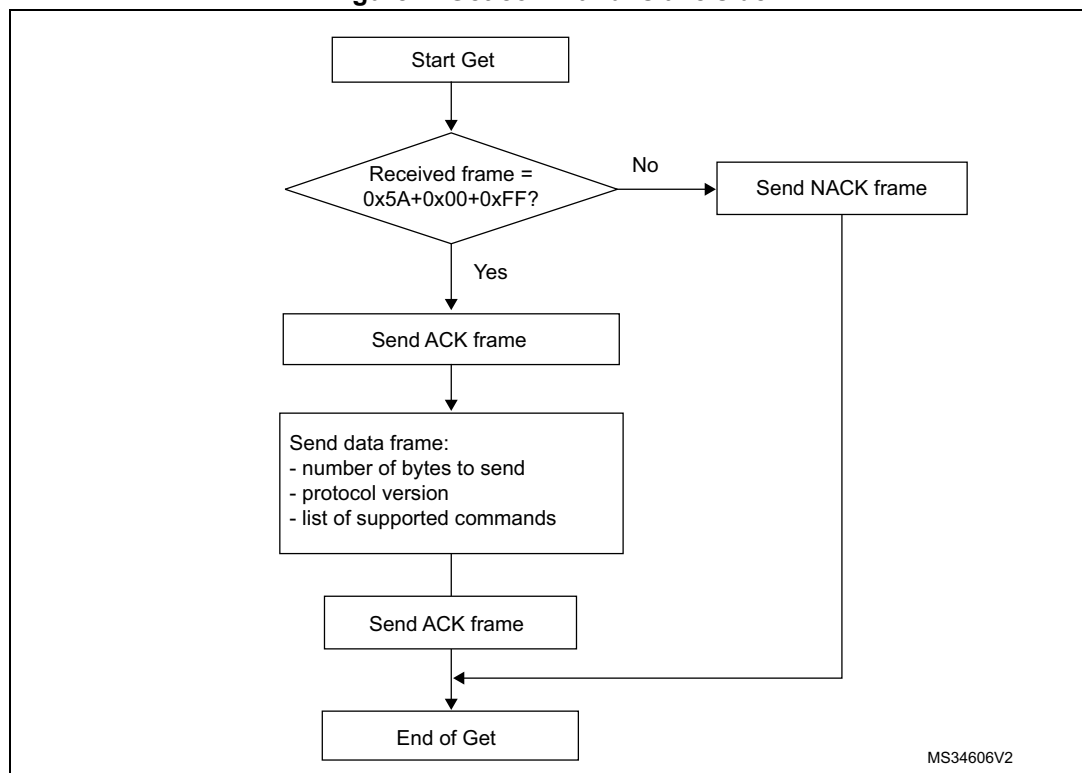 Start Get
Received frame =
0x5A+0x00+0xFF?
No
Send NACK frame
Yes
Send ACK frame
Send data frame:
- number of bytes to send
- protocol version
- list of supported commands
Send ACK frame
End of Get
MS34606V2